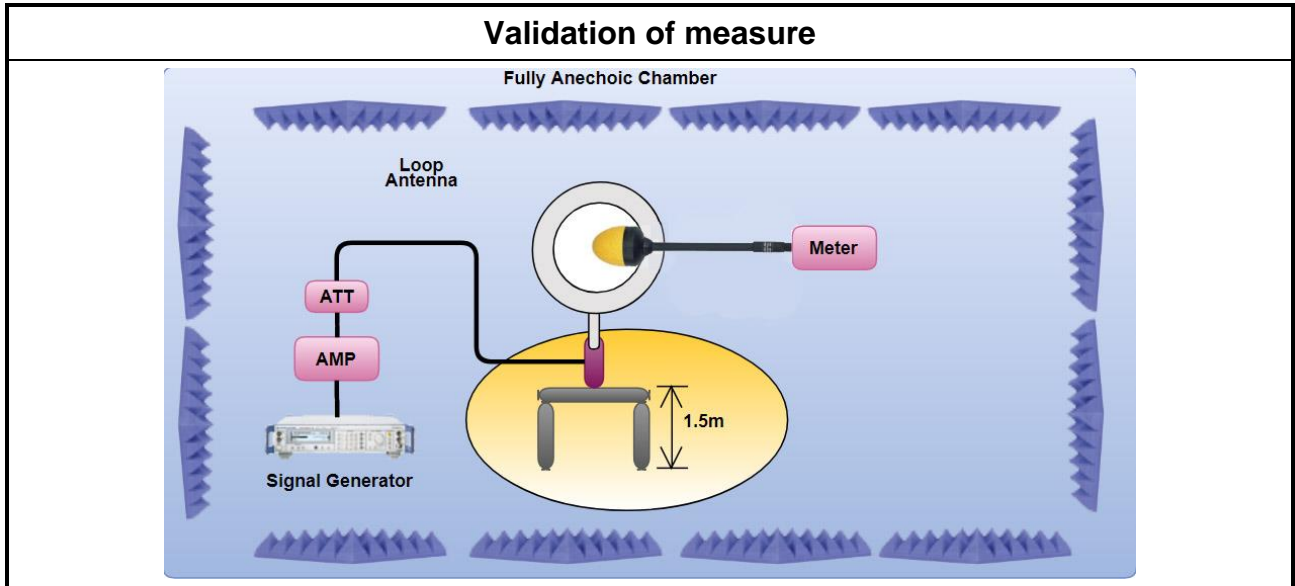 Validation of measure
Fully Anechoic Chamber
Loop
Antenna
Meter
ATT
AMP
1.5m
Signal Generator